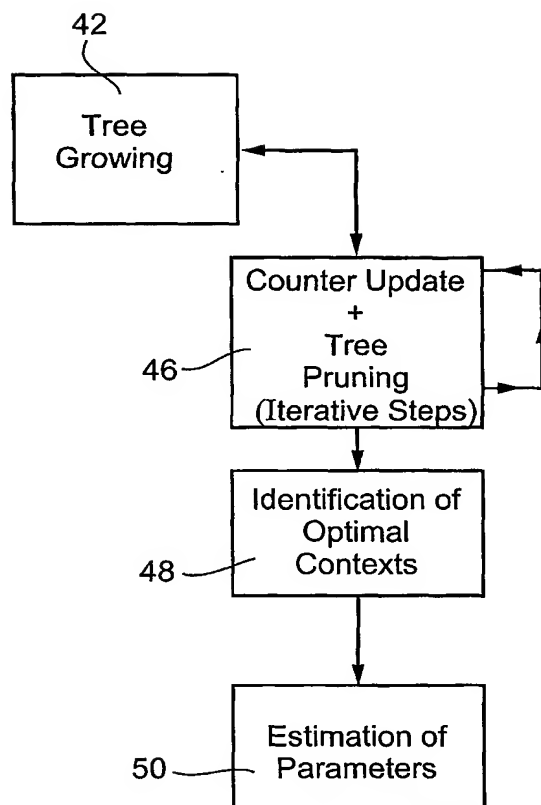 42
Tree
Growing
Counter Update
+
Tree
Pruning
(Iterative Steps)
46
Identification of
Optimal
Contexts
48
Estimation of
Parameters
50